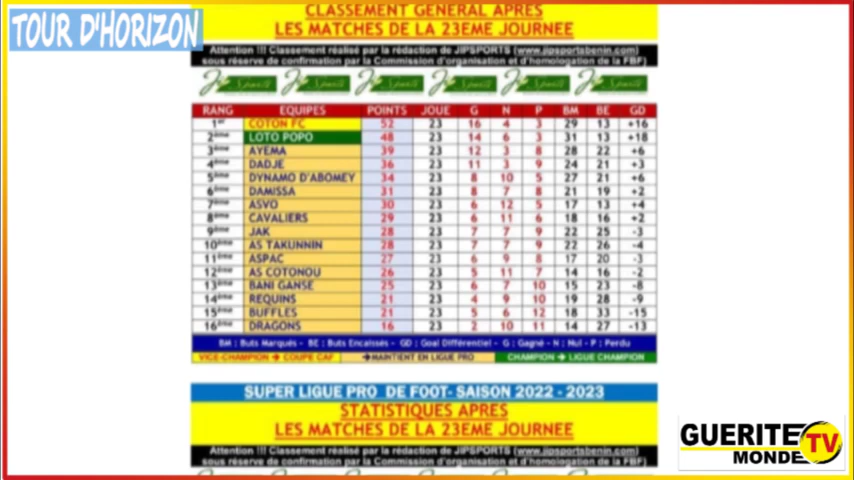 TOUR D'HORIZON
CLASSEMENT GENERAL APRES
LES MATCHES DE LA 23EME JOURNEE
Attention !!! Classement réalisé par la rédaction de JIPSPORTS (www.jipsportsbenin.com)
sous réserve de confirmation par la Commission d'organisation et d'homologation de la FBF)
RANG EQUIPES POINTS JOUE G N P BM BE GD
1er COTON FC 52 23 16 4 3 29 13 +16
2ème LOTO POPO 48 23 14 6 3 31 13 +18
3ème AYEMA 39 23 12 3 8 28 22 +6
4ème DADJE 36 23 11 3 9 24 21 +3
5ème DYNAMO D'ABOMEY 34 23 8 10 5 27 21 +6
6ème DAMISSA 31 23 8 7 8 21 19 +2
7ème ASVO 30 23 6 12 5 17 13 +4
8ème CAVALIERS 29 23 6 11 6 18 16 +2
9ème JAK 28 23 7 7 9 22 25 -3
10ème AS TAKUNNIN 28 23 7 7 9 22 26 -4
11ème ASPAC 27 23 6 9 8 17 20 -3
12ème AS COTONOU 26 23 5 11 7 14 16 -2
13ème BANI GANSE 25 23 6 7 10 15 23 -8
14ème REQUINS 21 23 4 9 10 19 28 -9
15ème BUFFLES 21 23 5 6 12 18 33 -15
16ème DRAGONS 16 23 2 10 11 14 27 -13
BM : Buts Marqués - BE : Buts Encaissés - GD : Goal Différentiel - G : Gagné - N : Nul - P : Perdu
VICE-CHAMPION → COUPE CAF →MAINTIENT EN LIGUE PRO CHAMPION → LIGUE CHAMPION
SUPER LIGUE PRO DE FOOT- SAISON 2022 - 2023
STATISTIQUES APRES
LES MATCHES DE LA 23EME JOURNEE
Attention !!! Classement réalisé par la rédaction de JIPSPORTS (www.jipsportsbenin.com)
sous réserve de confirmation par la Commission d'organisation et d'homologation de la FBF)
GUERITE TV
MONDE